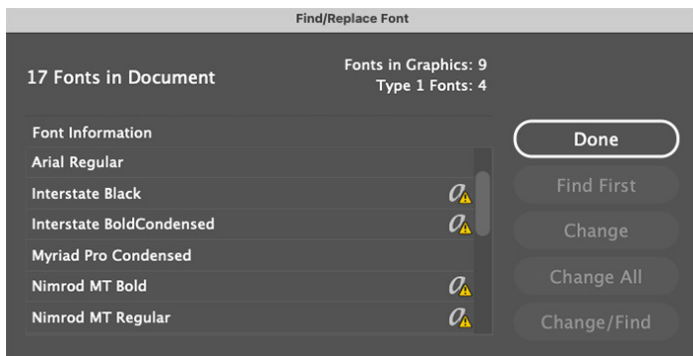 Find/Replace Font
17 Fonts in Document
Fonts in Graphics: 9
Type 1 Fonts: 4
Font Information
Arial Regular
Interstate Black
Interstate BoldCondensed
Myriad Pro Condensed
Nimrod MT Bold
Nimrod MT Regular
Done
Find First
Change
Change All
Change/Find